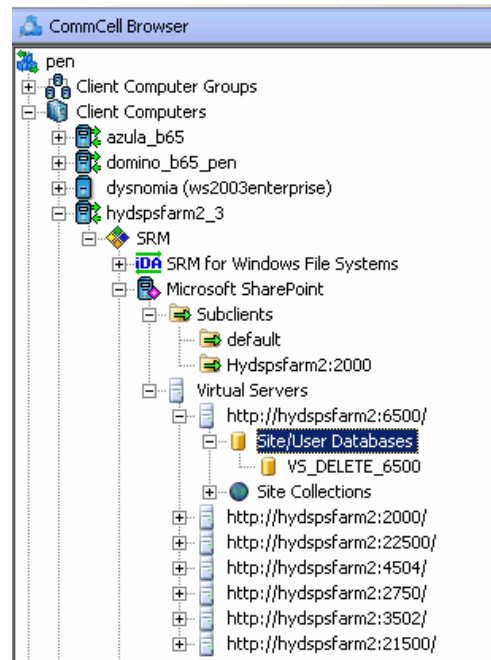 CommCell Browser
pen
Client Computer Groups
Client Computers
azula_b65
domino_b65_pen
dysnomia (ws2003enterprise)
hydspsfarm2_3
SRM
iDA SRM for Windows File Systems
Microsoft SharePoint
Subclients
default
Hydspsfarm2:2000
Virtual Servers
http://hydspsfarm2:6500/
Site/User Databases
VS_DELETE_6500
Site Collections
http://hydspsfarm2:2000/
http://hydspsfarm2:22500/
http://hydspsfarm2:4504/
http://hydspsfarm2:2750/
http://hydspsfarm2:3502/
http://hydspsfarm2:21500/